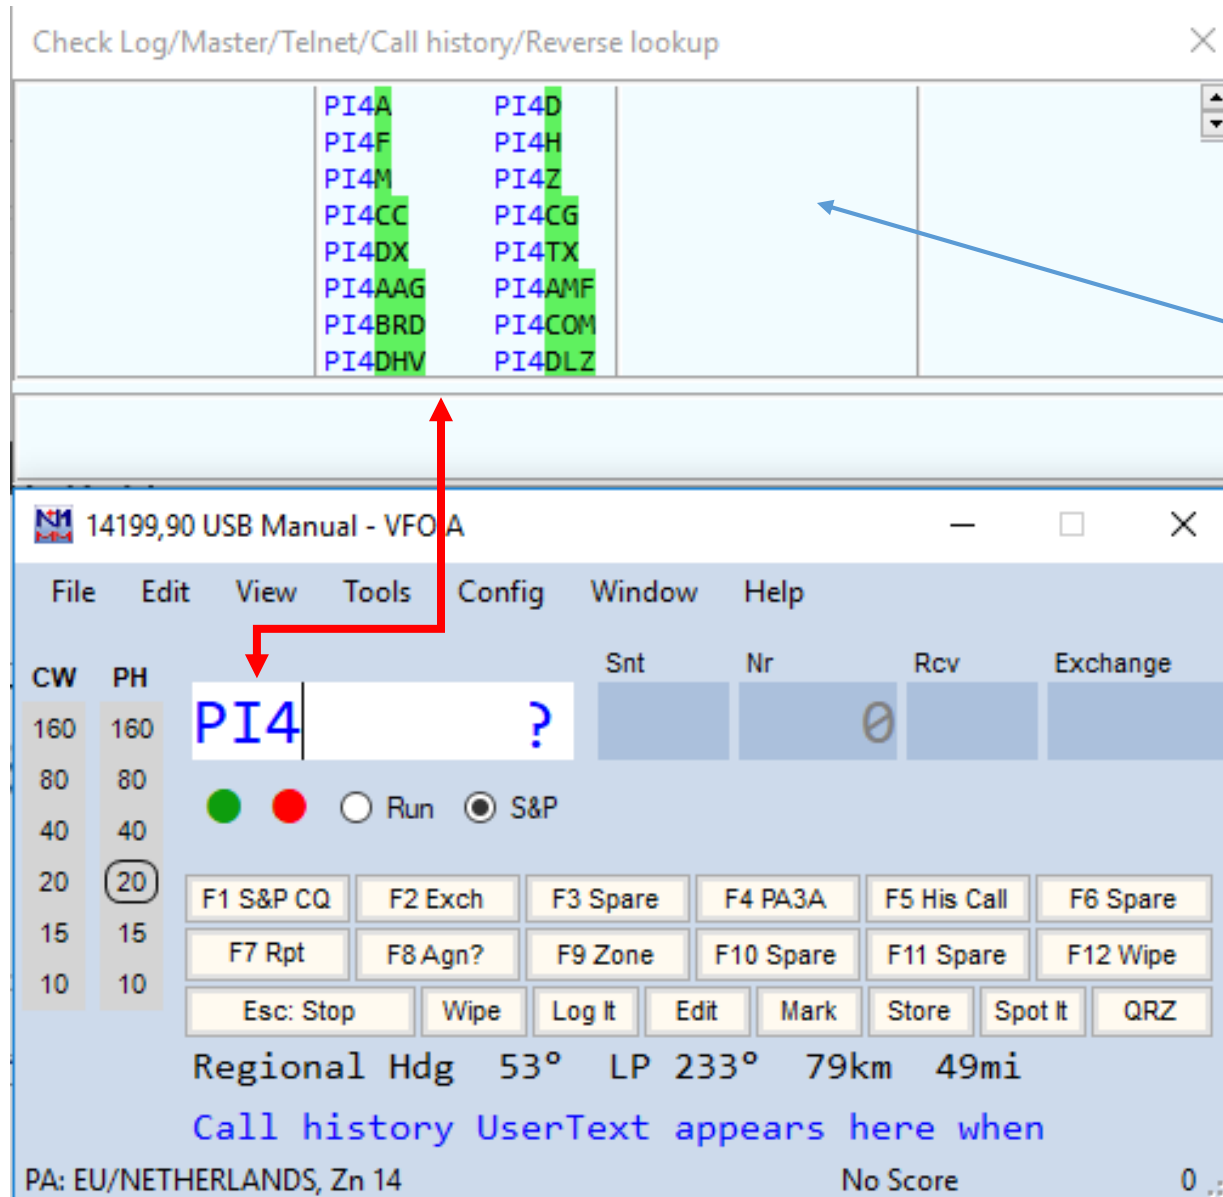 Check Log/Master/Telnet/Call history/Reverse lookup
PI4A PI4D
PI4F PI4H
PI4M PI4Z
PI4CC PI4CG
PI4DX PI4TX
PI4AAG PI4AMF
PI4BRD PI4COM
PI4DHV PI4DLZ
N1MM 14199,90 USB Manual - VFO A
File Edit View Tools Config Window Help
CW PH Snt Nr Rcv Exchange
PI4 ? 0
160 160
80 80
Run S&P
40 40
20 20
F1 S&P CQ F2 Exch F3 Spare F4 PA3A F5 His Call F6 Spare
15 15
F7 Rpt F8 Agn? F9 Zone F10 Spare F11 Spare F12 Wipe
10 10
Esc: Stop Wipe Log It Edit Mark Store Spot It QRZ
Regional Hdg 53° LP 233° 79km 49mi
Call history UserText appears here when
PA: EU/NETHERLANDS, Zn 14 No Score 0